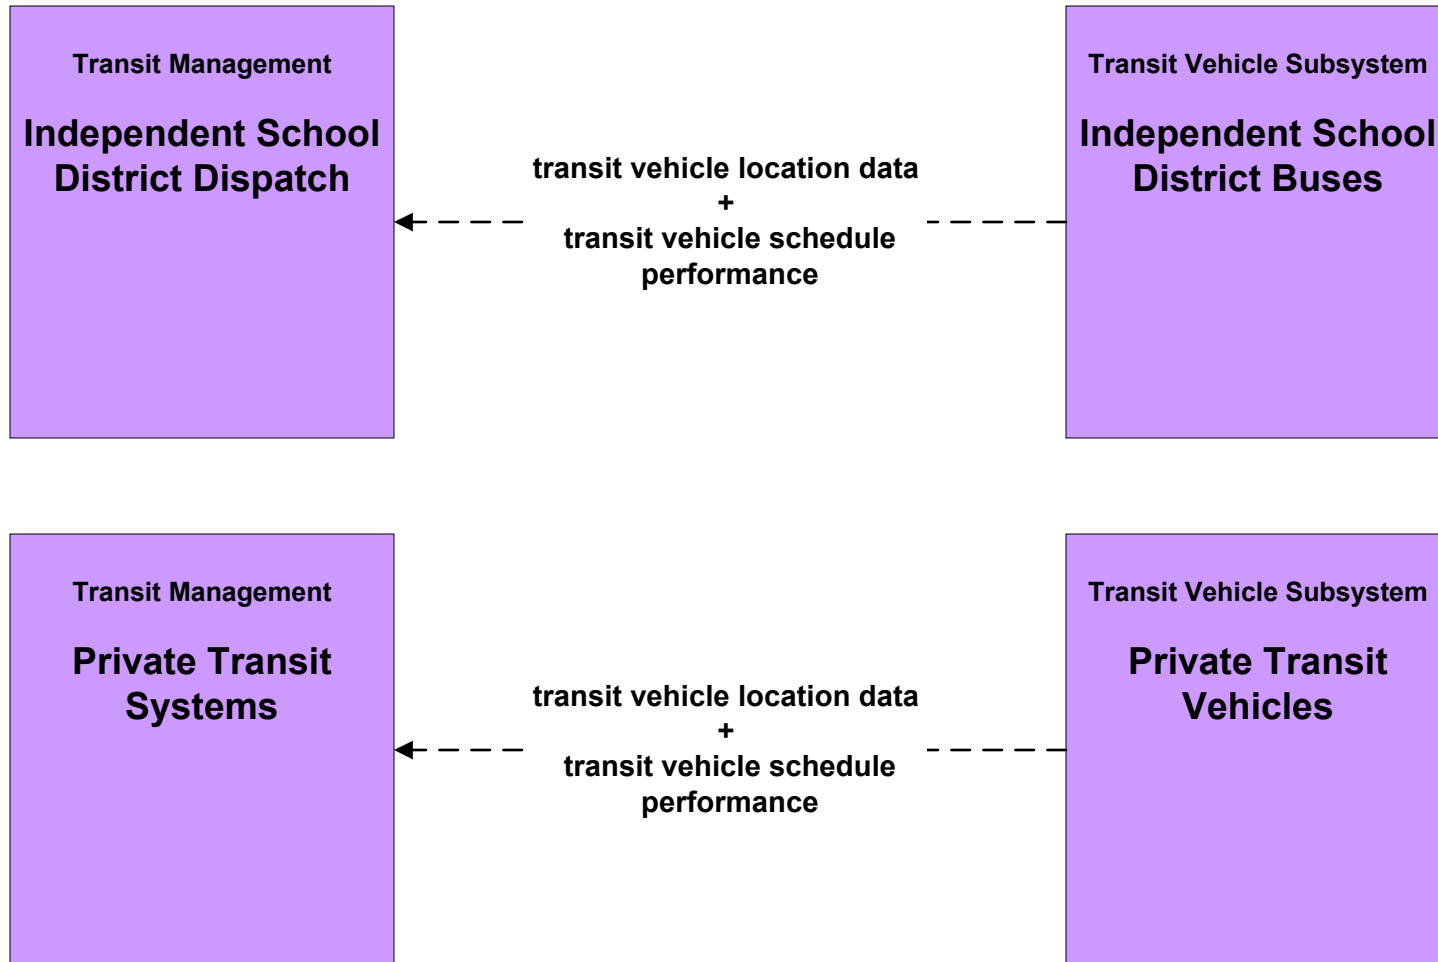 Transit Management
Independent School
District Dispatch
transit vehicle location data
+
transit vehicle schedule
performance
Transit Vehicle Subsystem
Independent School
District Buses
Transit Management
Private Transit
Systems
transit vehicle location data
+
transit vehicle schedule
performance
Transit Vehicle Subsystem
Private Transit
Vehicles